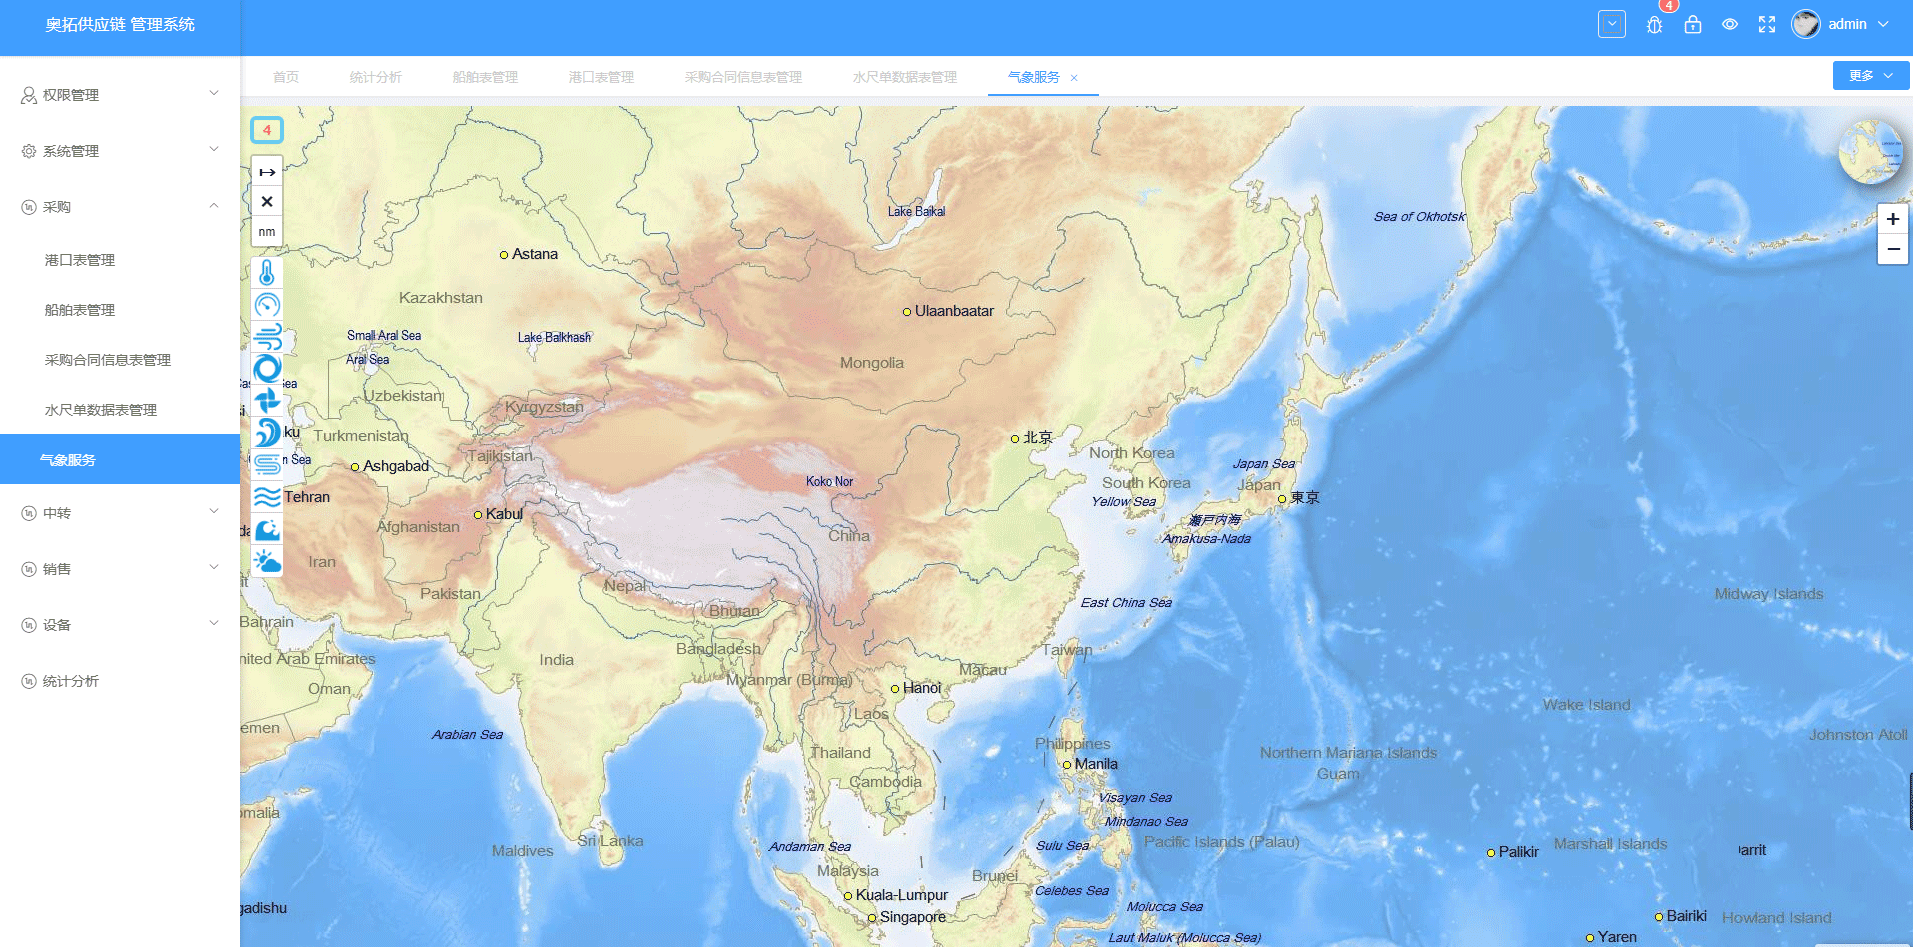 奥拓供应链 管理系统
4
admin
首页
统计分析
船舶表管理
港口表管理
采购合同信息表管理
水尺单数据表管理
气象服务
更多
权限管理
系统管理
采购
港口表管理
船舶表管理
采购合同信息表管理
水尺单数据表管理
气象服务
中转
销售
设备
统计分析
4
nm
+
−
Lake Baikal
Sea of Okhotsk
Astana
Kazakhstan
Ulaanbaatar
Small Aral Sea
Lake Balkhash
Aral Sea
Mongolia
ea
Uzbekistan
Kyrgyzstan
ku
Turkmenistan
北京
North Korea
Tajikistan
n Sea
Ashgabad
Japan Sea
Koko Nor
South Korea
Japan
Tehran
Yellow Sea
東京
Kabul
瀬戸内海
Afghanistan
China
Amakusa-Nada
Iran
Nepal
Pakistan
Bhutan
East China Sea
Midway Islands
Bahrain
Bangladesh
Taiwan
nited Arab Emirates
India
Macau
Myanmar (Burma)
Oman
Hanoi
Wake Island
Laos
emen
Arabian Sea
Johnston Atoll
Philippines
Thailand
Northern Mariana Islands
Manila
Guam
Cambodia
Visayan Sea
omalia
Mindanao Sea
Sri Lanka
Pacific Islands (Palau)
Maldives
Andaman Sea
Sulu Sea
Palikir
Marshall Islands
arrit
Malaysia
Brunei
Kuala-Lumpur
Celebes Sea
gadishu
Molucca Sea
Singapore
Bairiki
Howland Island
Laut Maluk (Molucca Sea)
Yaren